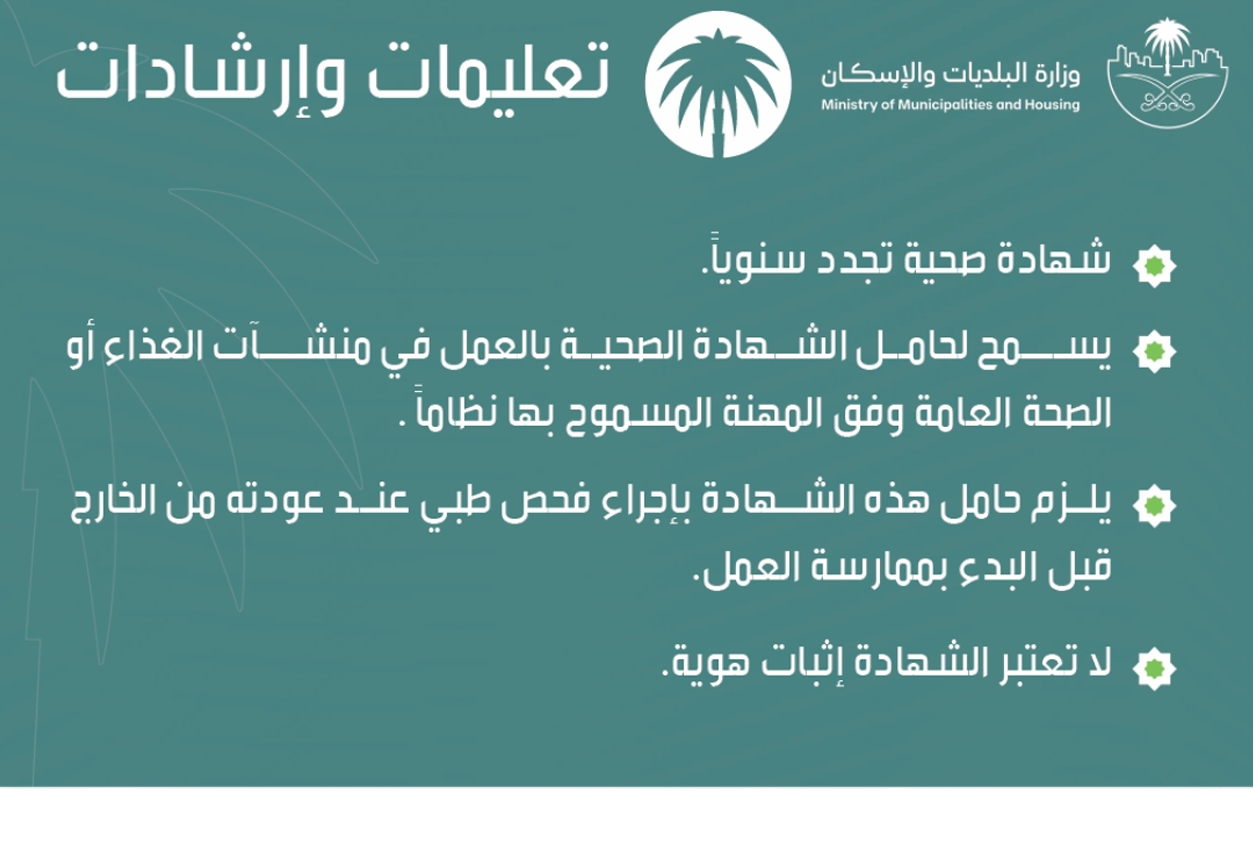 وزارة البلديات والإسكان
Ministry of Municipalities and Housing
تعليمات وإرشادات
شهادة صحية تجدد سنوياً.
يسمح لحامل الشهادة الصحية بالعمل في منشآت الغذاء أو
الصحة العامة وفق المهنة المسموح بها نظاماً .
يلزم حامل هذه الشهادة بإجراء فحص طبي عند عودته من الخارج
قبل البدء بممارسة العمل.
لا تعتبر الشهادة إثبات هوية.